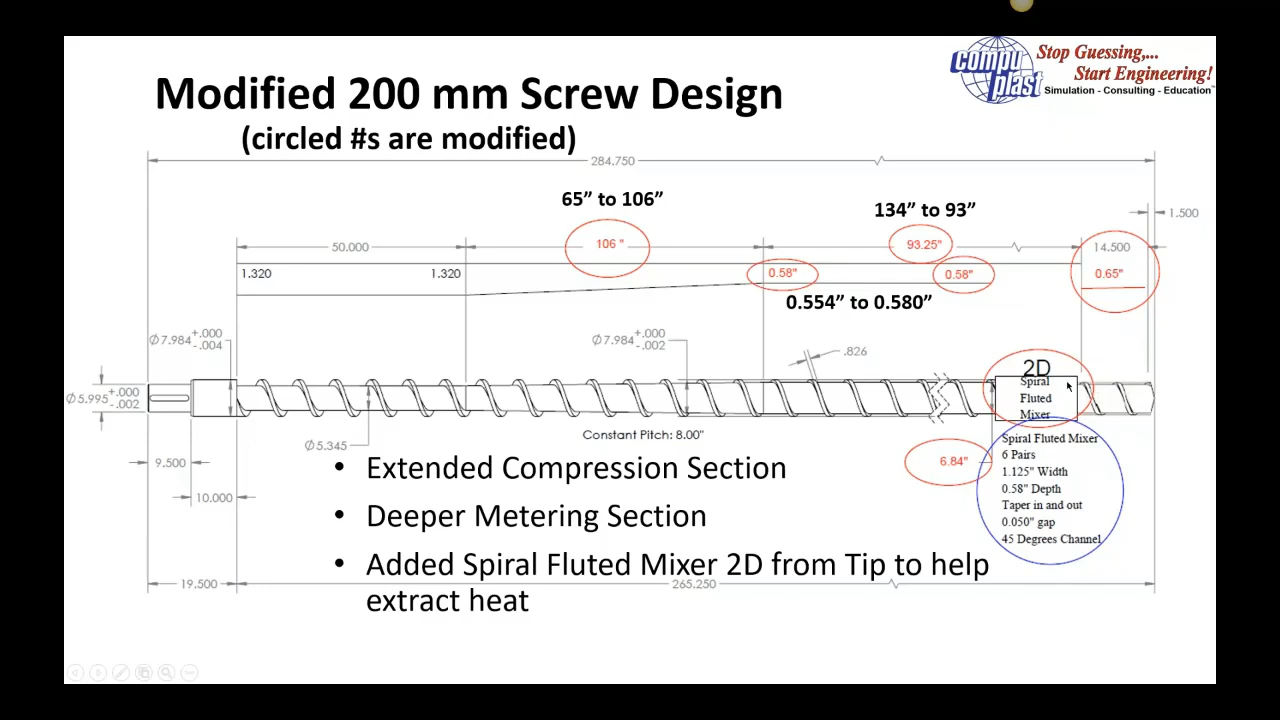 compu
plast
Stop Guessing,...
Start Engineering!
Simulation - Consulting - Education™
Modified 200 mm Screw Design
(circled #s are modified)
284.750
65” to 106”
134” to 93”
1.500
50.000
106 "
93.25"
14.500
1.320
1.320
0.58"
0.58"
0.65"
0.554” to 0.580”
Ø7.984 +.000 -.004
Ø7.984 +.000 -.002
.826
2D
Spiral
Fluted
Mixer
Ø5.995 +.000 -.002
Constant Pitch: 8.00"
Ø5.345
9.500
10.000
6.84"
Spiral Fluted Mixer
6 Pairs
1.125" Width
0.58" Depth
Taper in and out
0.050" gap
45 Degrees Channel
• Extended Compression Section
• Deeper Metering Section
• Added Spiral Fluted Mixer 2D from Tip to help
extract heat
19.500
265.250